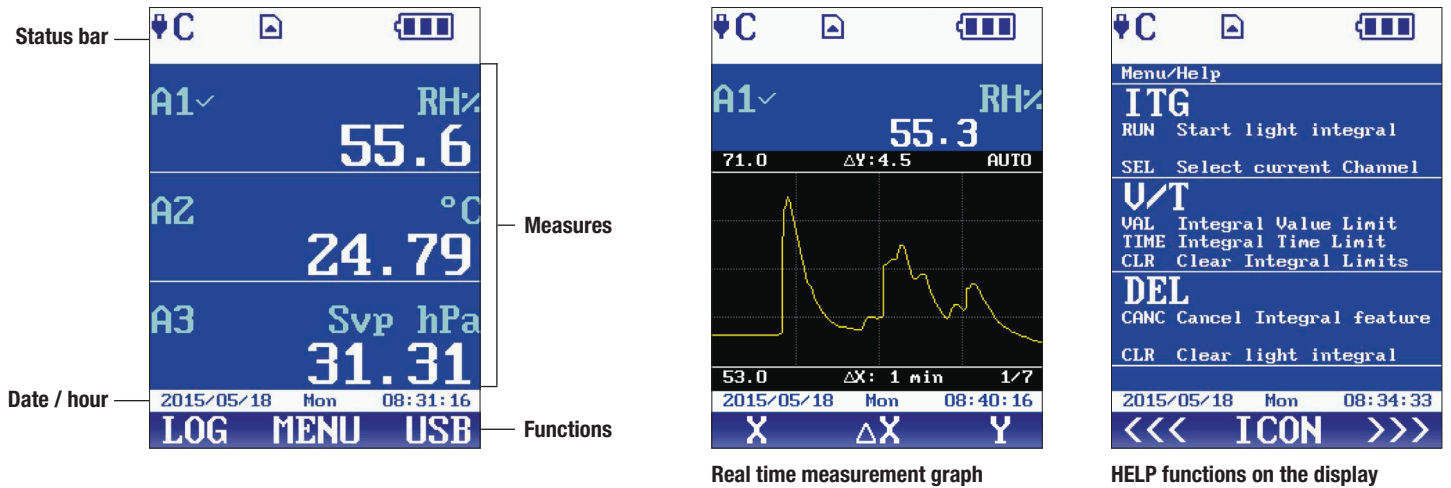 Status bar
C
A1✓ RH%
55.6
A2 °C
24.79
A3 Svp hPa
31.31
Measures
Date / hour
2015/05/18 Mon 08:31:16
LOG MENU USB
Functions
C
A1✓ RH%
55.3
71.0 △Y:4.5 AUTO
53.0 △X: 1 min 1/7
2015/05/18 Mon 08:40:16
X △X Y
Real time measurement graph
C
Menu/Help
ITG
RUN Start light integral
SEL Select current Channel
V/T
VAL Integral Value Limit
TIME Integral Time Limit
CLR Clear Integral Limits
DEL
CANC Cancel Integral feature
CLR Clear light integral
2015/05/18 Mon 08:34:33
<<< ICON >>>
HELP functions on the display